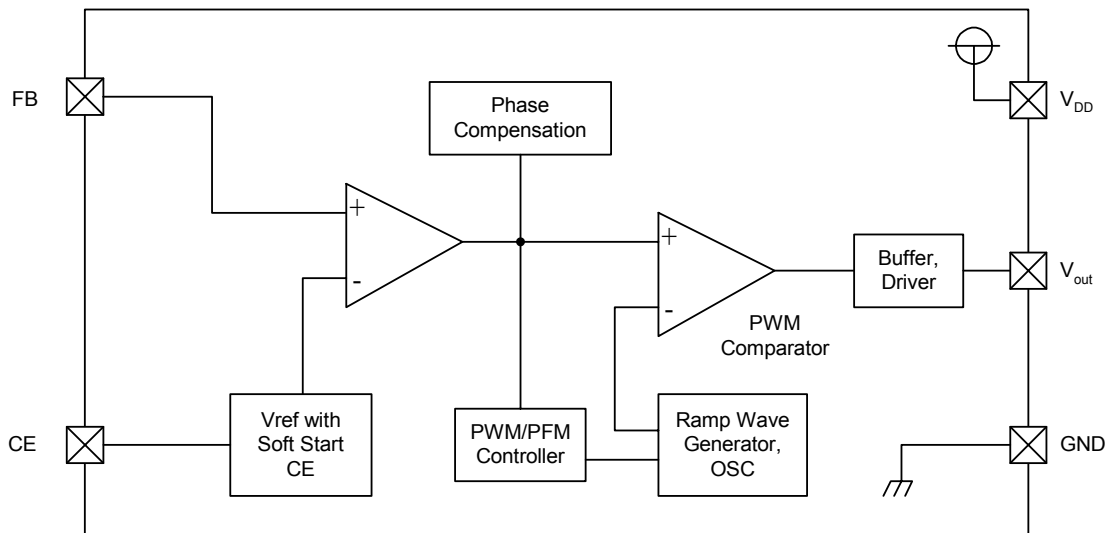 FB
Phase
Compensation
V_DD
+
-
+
-
Buffer,
Driver
V_out
PWM
Comparator
CE
Vref with
Soft Start
CE
PWM/PFM
Controller
Ramp Wave
Generator,
OSC
GND